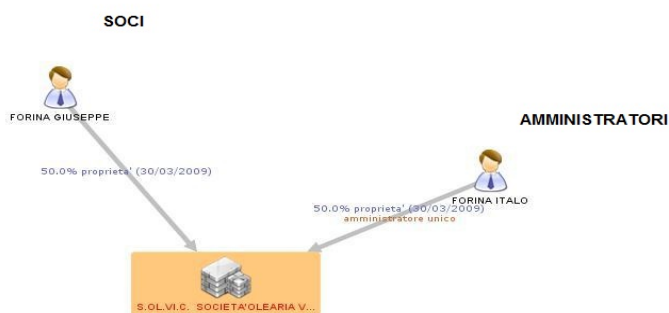 SOCI
FORINA GIUSEPPE
AMMINISTRATORI
50.0% proprieta' (30/03/2009)
FORINA ITALO
50.0% proprieta' (30/03/2009)
amministratore unico
S.OL.VI.C. SOCIETA'OLEARIA V...